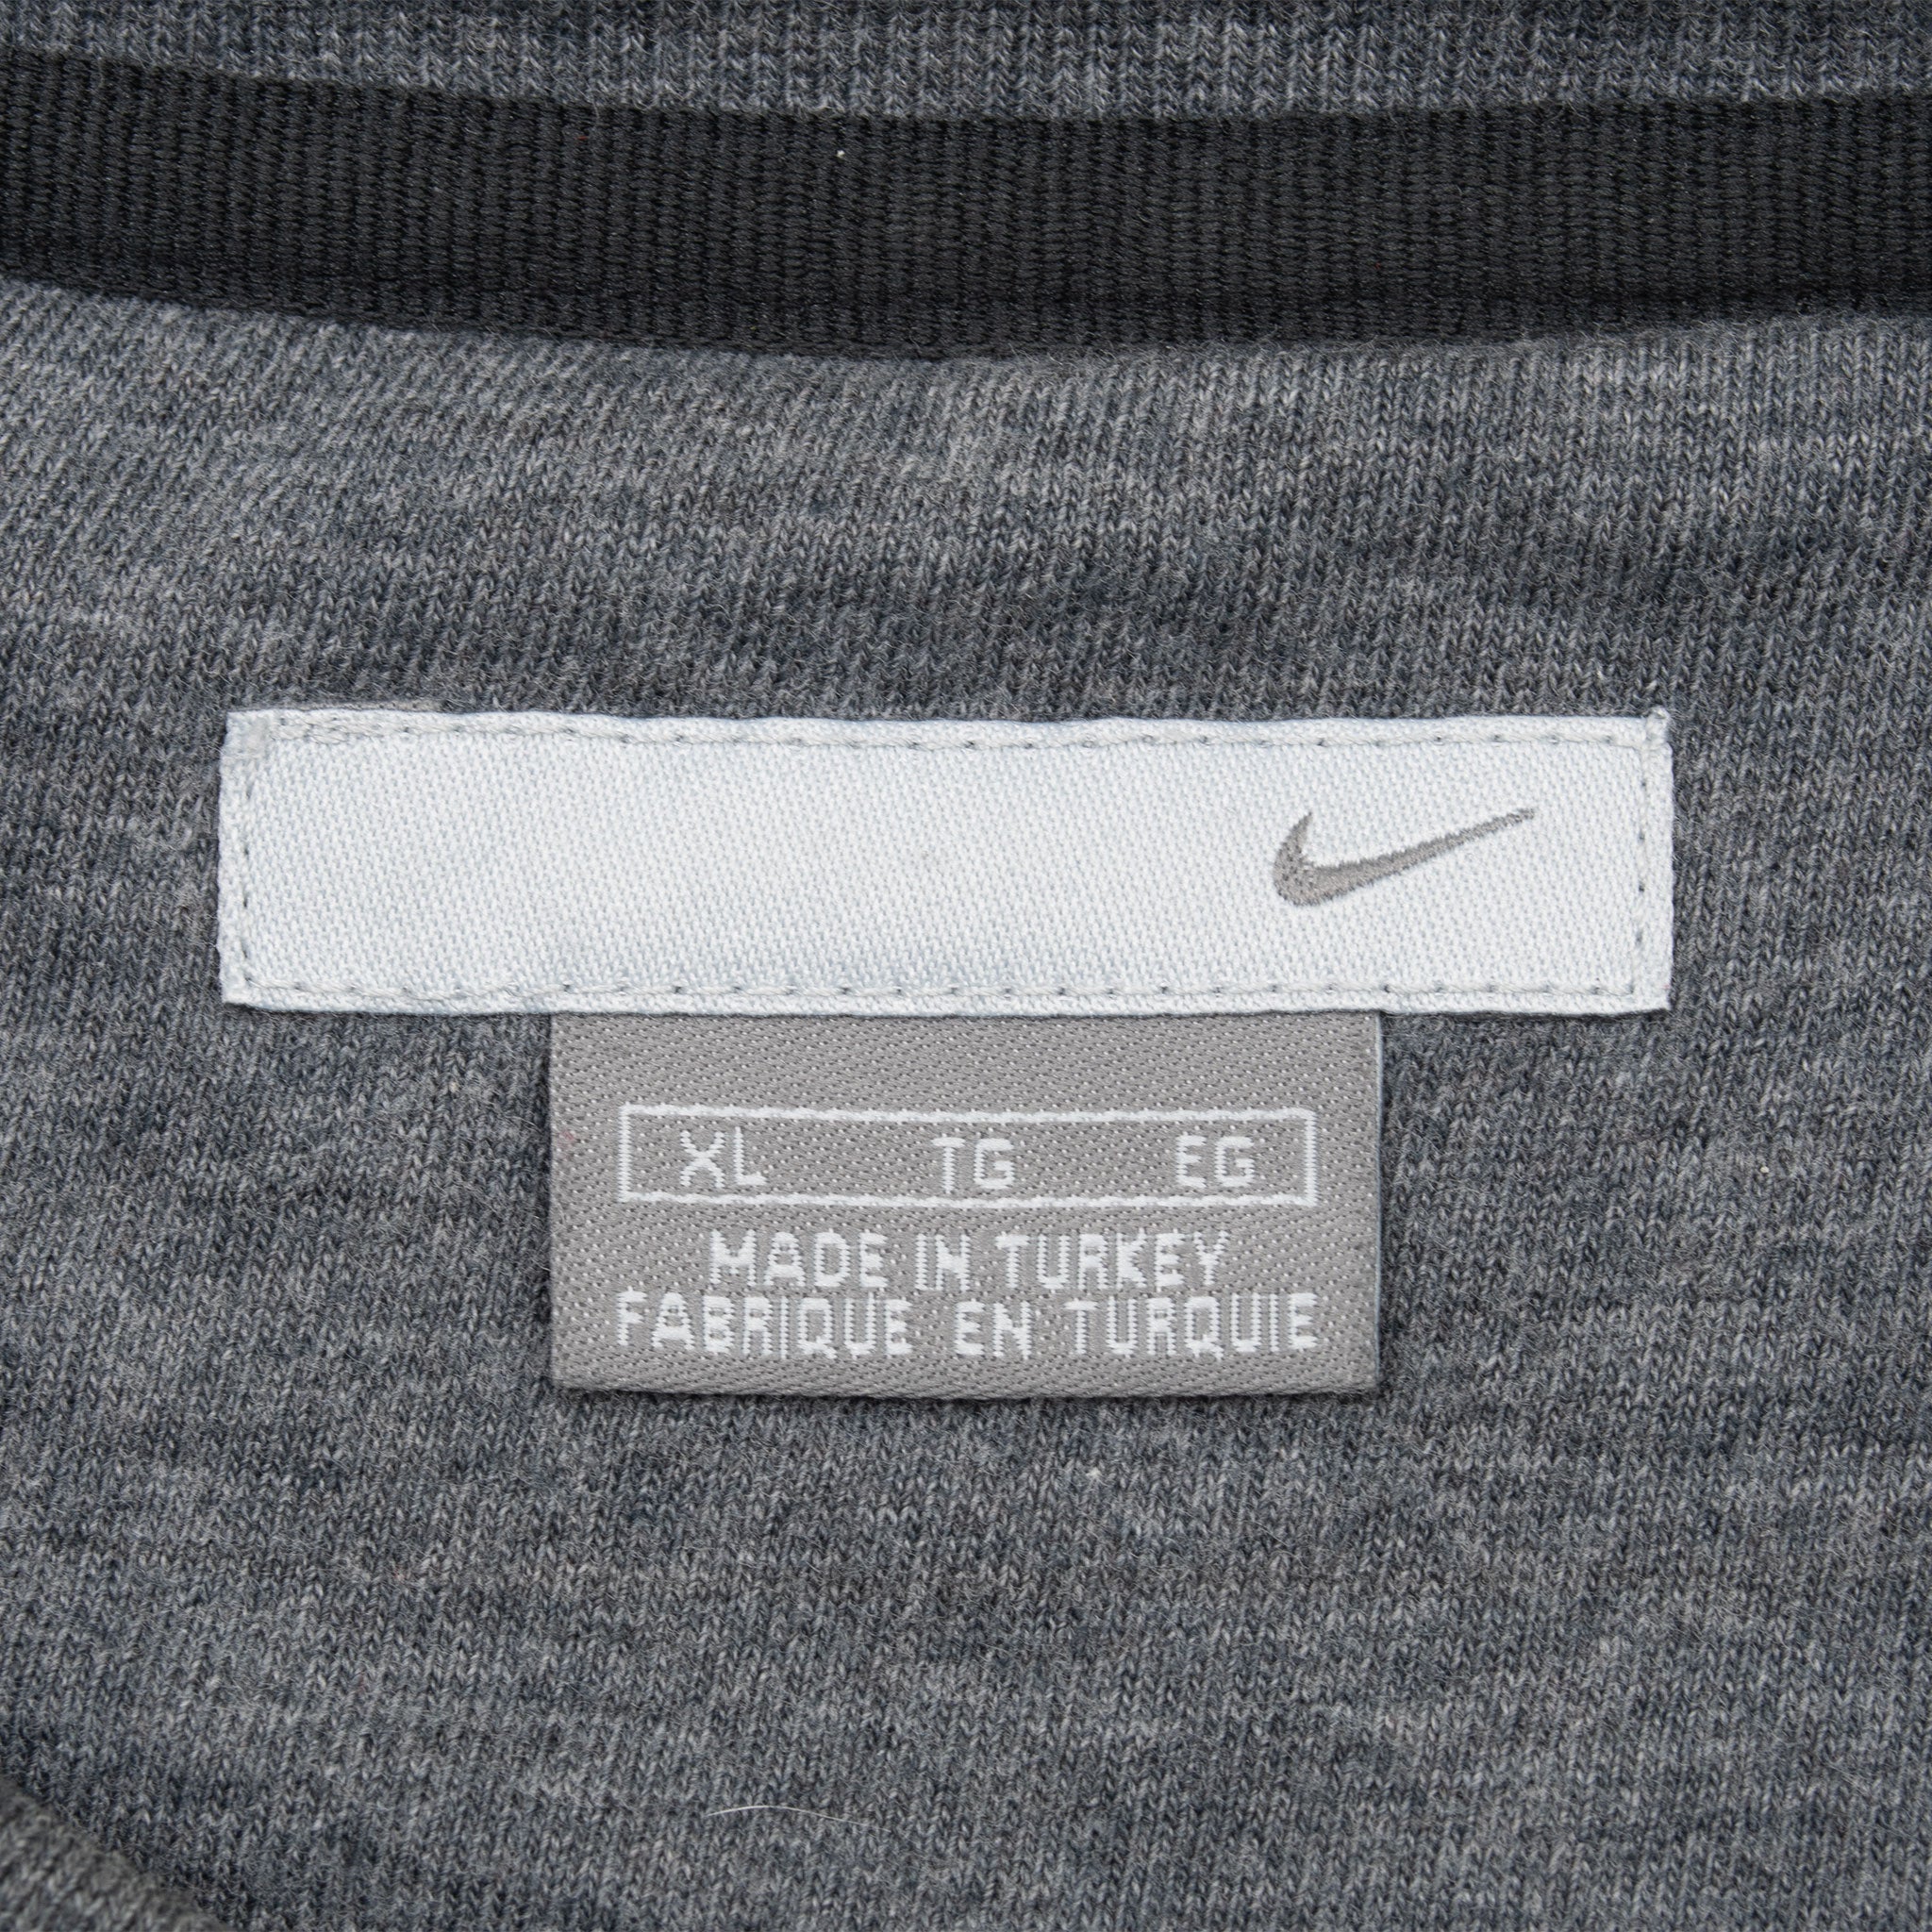 XL TG EG
MADE IN TURKEY
FABRIQUE EN TURQUIE